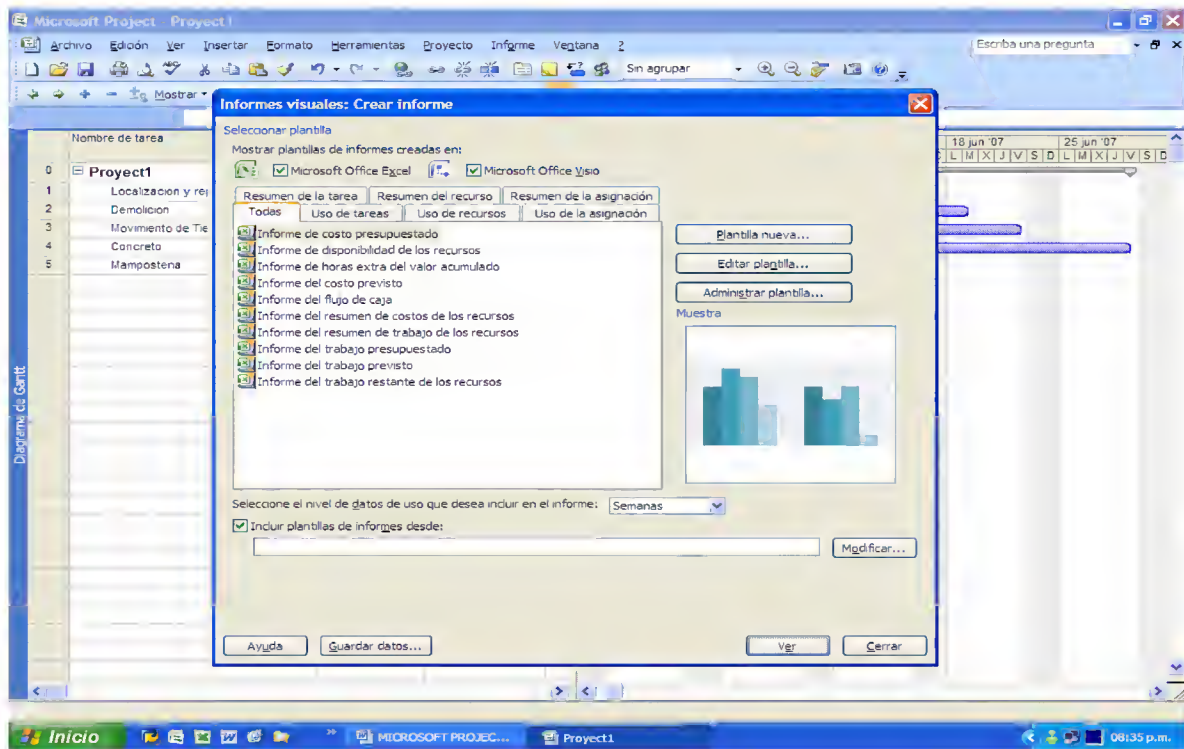 Microsoft Project - Proyect1
Archivo Edición Ver Insertar Formato Herramientas Proyecto Informe Ventana ?
Escriba una pregunta
Sin agrupar
Mostrar
Informes visuales: Crear informe
Seleccionar plantilla
Mostrar plantillas de informes creadas en:
Microsoft Office Excel Microsoft Office Visio
Resumen de la tarea Resumen del recurso Resumen de la asignación
Todas Uso de tareas Uso de recursos Uso de la asignación
Informe de costo presupuestado
Informe de disponibilidad de los recursos
Informe de horas extra del valor acumulado
Informe del costo previsto
Informe del flujo de caja
Informe del resumen de costos de los recursos
Informe del resumen de trabajo de los recursos
Informe del trabajo presupuestado
Informe del trabajo previsto
Informe del trabajo restante de los recursos
Plantilla nueva...
Editar plantilla...
Administrar plantilla...
Muestra
Seleccione el nivel de datos de uso que desea incluir en el informe: Semanas
Incluir plantillas de informes desde:
Modificar...
Ayuda Guardar datos... Ver Cerrar
Nombre de tarea
0 Proyect1
1 Localizacion y re
2 Demolicion
3 Movimiento de Tie
4 Concreto
5 Mamposteria
18 jun '07 25 jun '07
L M X J V S D L M X J V S D
Diagrama de Gantt
Inicio
MICROSOFT PROJEC...
Proyect1
08:35 p.m.